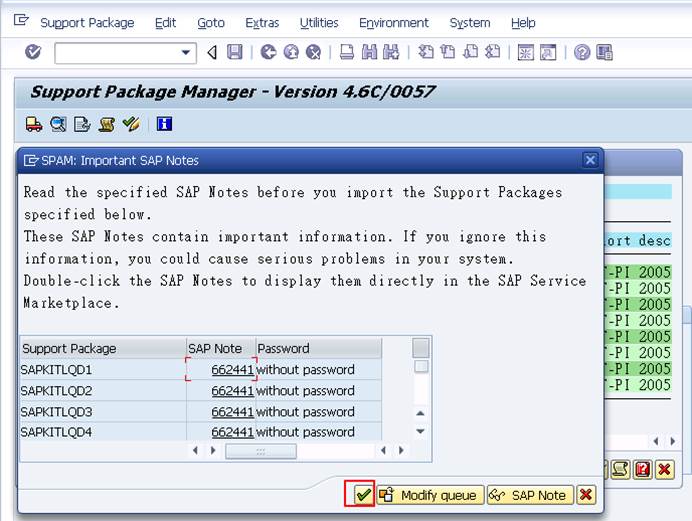 Support Package Edit Goto Extras Utilities Environment System Help
Support Package Manager - Version 4.6C/0057
SPAM: Important SAP Notes
Read the specified SAP Notes before you import the Support Packages
specified below.
These SAP Notes contain important information. If you ignore this
information, you could cause serious problems in your system.
Double-click the SAP Notes to display them directly in the SAP Service
Marketplace.
Support Package SAP Note Password
SAPKITLQD1 662441 without password
SAPKITLQD2 662441 without password
SAPKITLQD3 662441 without password
SAPKITLQD4 662441 without password
Modify queue SAP Note
ort desc
-PI 2005
-PI 2005
-PI 2005
-PI 2005
-PI 2005
-PI 2005
-PI 2005
-PI 2005